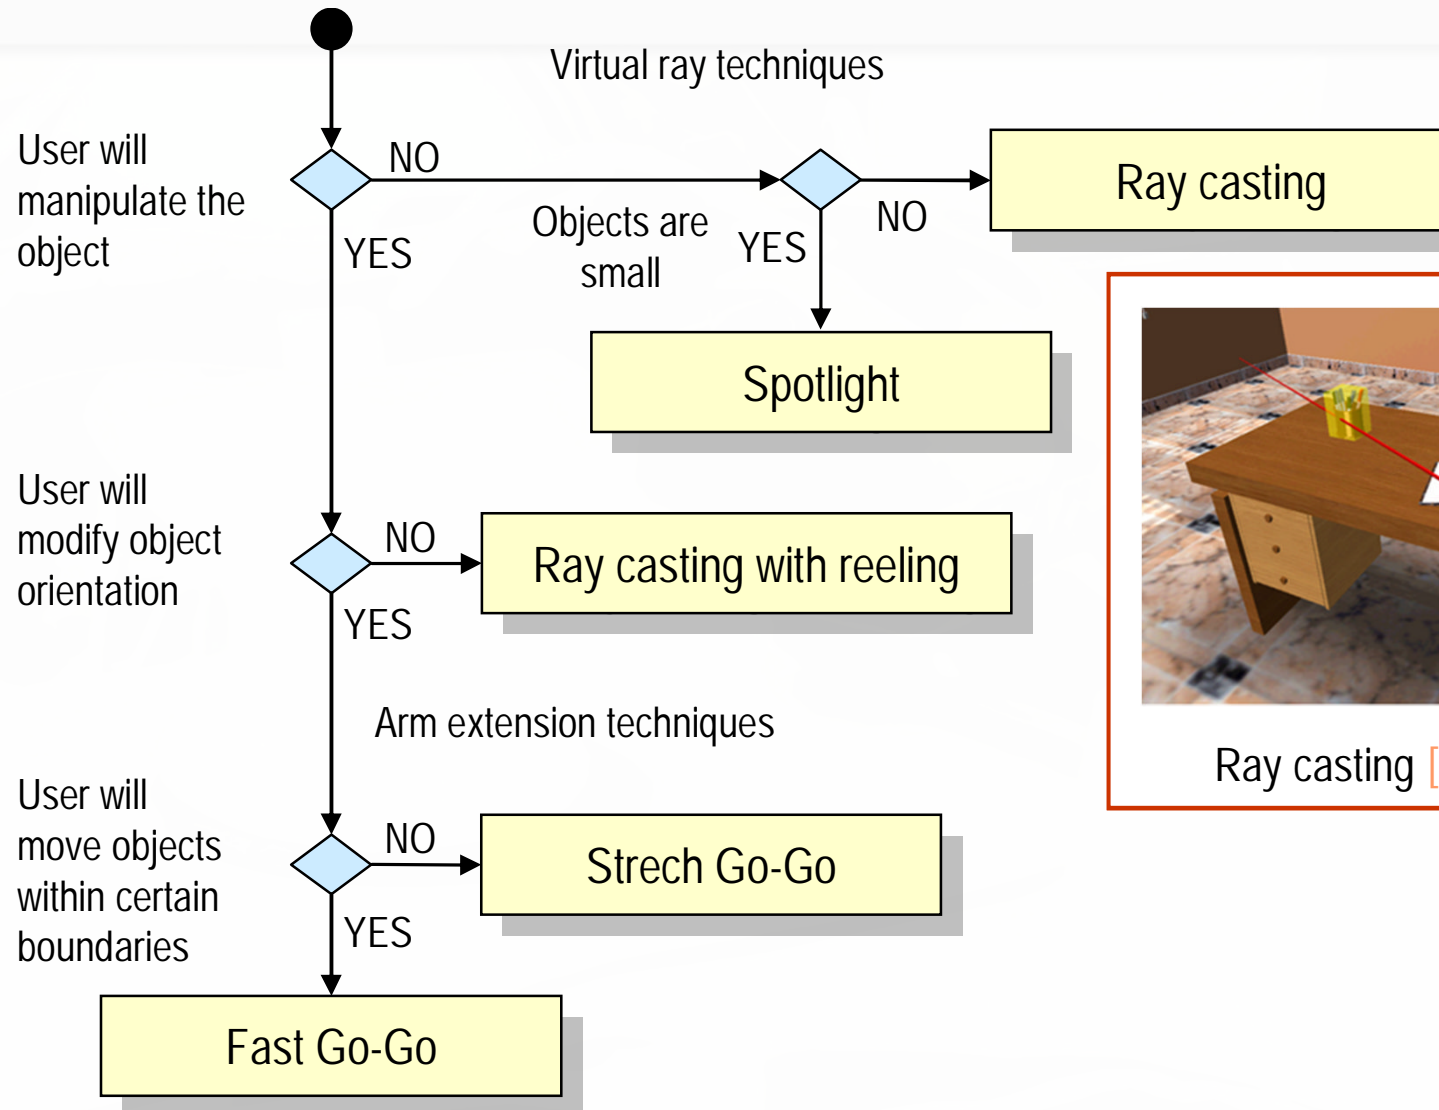 Virtual ray techniques
User will
manipulate the
object
NO
YES
Objects are
small
YES
NO
Ray casting
Spotlight
User will
modify object
orientation
NO
YES
Ray casting with reeling
Arm extension techniques
Ray casting [
User will
move objects
within certain
boundaries
NO
YES
Strech Go-Go
Fast Go-Go